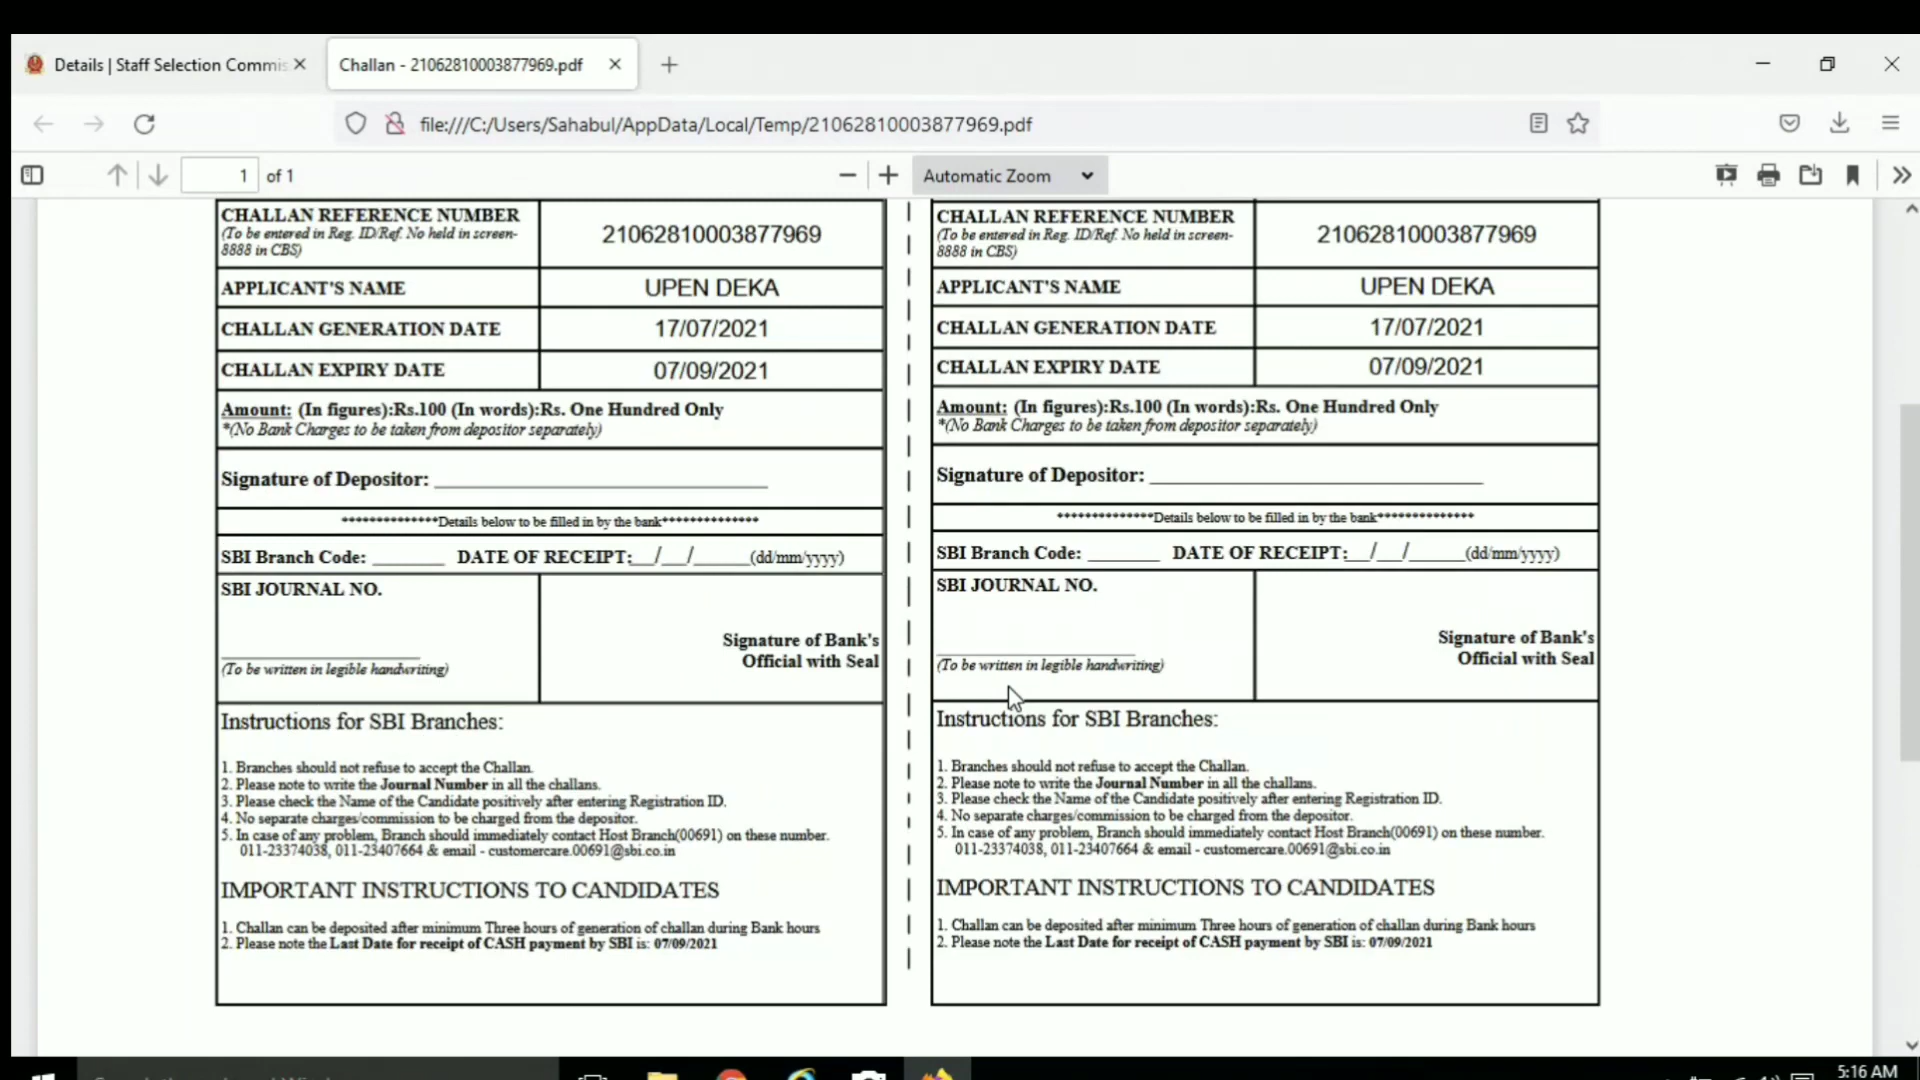 Details | Staff Selection Commis
Challan - 21062810003877969.pdf
file:///C:/Users/Sahabul/AppData/Local/Temp/21062810003877969.pdf
1 of 1
Automatic Zoom
CHALLAN REFERENCE NUMBER
(To be entered in Reg. ID/Ref. No held in screen-
8888 in CBS)
21062810003877969
APPLICANT'S NAME
UPEN DEKA
CHALLAN GENERATION DATE
17/07/2021
CHALLAN EXPIRY DATE
07/09/2021
Amount: (In figures):Rs.100 (In words):Rs. One Hundred Only
*(No Bank Charges to be taken from depositor separately)
Signature of Depositor: ____________
**************Details below to be filled in by the bank**************
SBI Branch Code: _______ DATE OF RECEIPT:__/__/_____(dd/mm/yyyy)
SBI JOURNAL NO.
(To be written in legible handwriting)
Signature of Bank's
Official with Seal
Instructions for SBI Branches:
1. Branches should not refuse to accept the Challan.
2. Please note to write the Journal Number in all the challans.
3. Please check the Name of the Candidate positively after entering Registration ID.
4. No separate charges/commission to be charged from the depositor.
5. In case of any problem, Branch should immediately contact Host Branch(00691) on these number.
011-23374038, 011-23407664 & email - customercare.00691@sbi.co.in
IMPORTANT INSTRUCTIONS TO CANDIDATES
1. Challan can be deposited after minimum Three hours of generation of challan during Bank hours
2. Please note the Last Date for receipt of CASH payment by SBI is: 07/09/2021
CHALLAN REFERENCE NUMBER
(To be entered in Reg. ID/Ref. No held in screen-
8888 in CBS)
21062810003877969
APPLICANT'S NAME
UPEN DEKA
CHALLAN GENERATION DATE
17/07/2021
CHALLAN EXPIRY DATE
07/09/2021
Amount: (In figures):Rs.100 (In words):Rs. One Hundred Only
*(No Bank Charges to be taken from depositor separately)
Signature of Depositor: ____________
**************Details below to be filled in by the bank**************
SBI Branch Code: _______ DATE OF RECEIPT:__/__/_____(dd/mm/yyyy)
SBI JOURNAL NO.
(To be written in legible handwriting)
Signature of Bank's
Official with Seal
Instructions for SBI Branches:
1. Branches should not refuse to accept the Challan.
2. Please note to write the Journal Number in all the challans.
3. Please check the Name of the Candidate positively after entering Registration ID.
4. No separate charges/commission to be charged from the depositor.
5. In case of any problem, Branch should immediately contact Host Branch(00691) on these number.
011-23374038, 011-23407664 & email - customercare.00691@sbi.co.in
IMPORTANT INSTRUCTIONS TO CANDIDATES
1. Challan can be deposited after minimum Three hours of generation of challan during Bank hours
2. Please note the Last Date for receipt of CASH payment by SBI is: 07/09/2021
5:16 AM